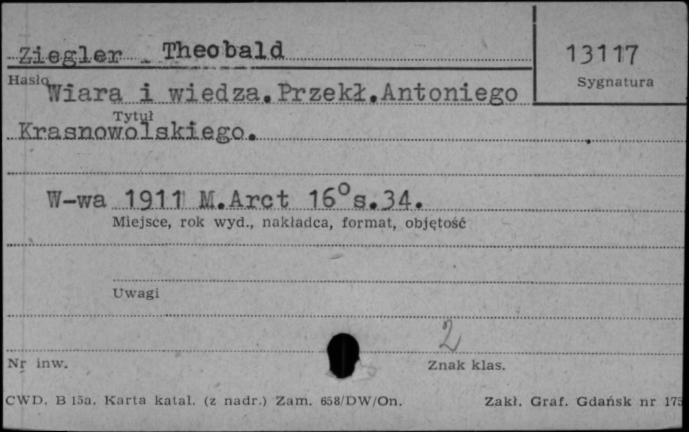 Ziegler Theobald
13117
Hasło
Sygnatura
Wiara i wiedza.Przekł.Antoniego
Tytuł
Krasnowolskiego.
W-wa 1911 M.Arct 16°s.34.
Miejsce, rok wyd., nakładca, format, objętość
Uwagi
2
Nr inw.
Znak klas.
CWD. B 15a. Karta katal. (z nadr.) Zam. 658/DW/On.
Zakł. Graf. Gdańsk nr 175